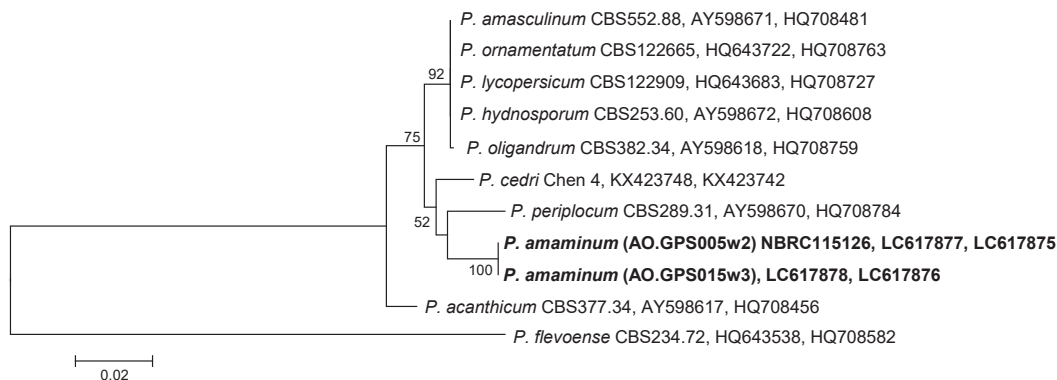 P. amasculinum CBS552.88, AY598671, HQ708481
P. ornamentatum CBS122665, HQ643722, HQ708763
92
P. lycopersicum CBS122909, HQ643683, HQ708727
P. hydnosporum CBS253.60, AY598672, HQ708608
75
P. oligandrum CBS382.34, AY598618, HQ708759
P. cedri Chen 4, KX423748, KX423742
P. periplocum CBS289.31, AY598670, HQ708784
52
P. amaminum (AO.GPS005w2) NBRC115126, LC617877, LC617875
100
P. amaminum (AO.GPS015w3), LC617878, LC617876
P. acanthicum CBS377.34, AY598617, HQ708456
P. flevoense CBS234.72, HQ643538, HQ708582
0.02